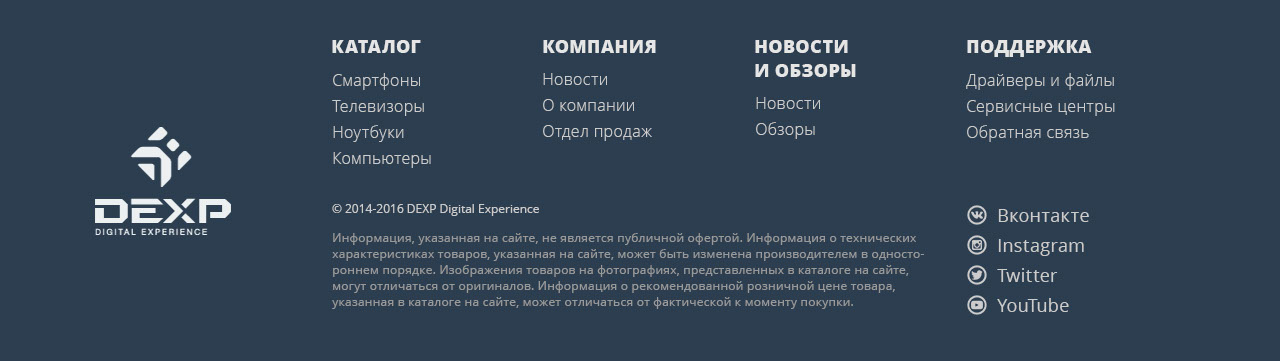 DEXP
DIGITAL EXPERIENCE
КАТАЛОГ
Смартфоны
Телевизоры
Ноутбуки
Компьютеры
КОМПАНИЯ
Новости
О компании
Отдел продаж
НОВОСТИ
И ОБЗОРЫ
Новости
Обзоры
ПОДДЕРЖКА
Драйверы и файлы
Сервисные центры
Обратная связь
© 2014-2016 DEXP Digital Experience
Информация, указанная на сайте, не является публичной офертой. Информация о технических
характеристиках товаров, указанная на сайте, может быть изменена производителем в односто-
роннем порядке. Изображения товаров на фотографиях, представленных в каталоге на сайте,
могут отличаться от оригиналов. Информация о рекомендованной розничной цене товара,
указанная в каталоге на сайте, может отличаться от фактической к моменту покупки.
Вконтакте
Instagram
Twitter
YouTube